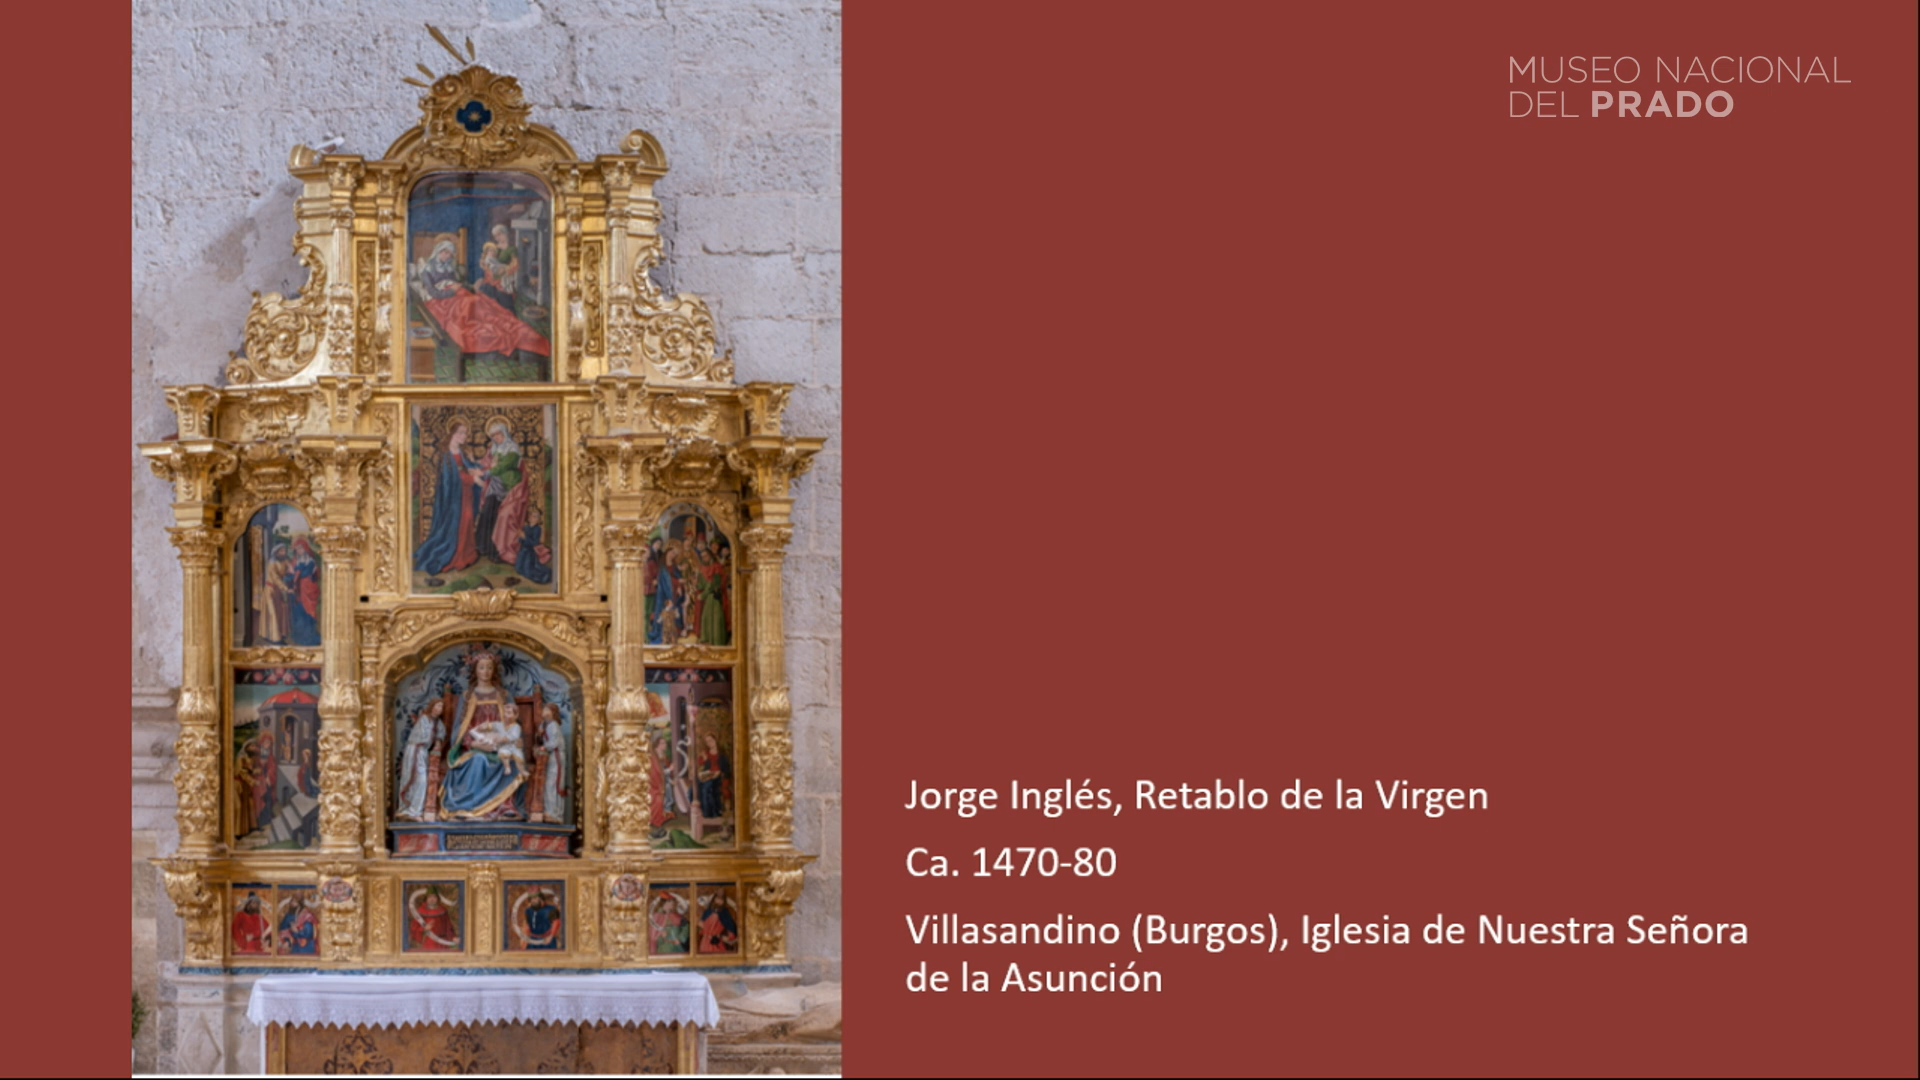 MUSEO NACIONAL
DEL PRADO
Jorge Inglés, Retablo de la Virgen
Ca. 1470-80
Villasandino (Burgos), Iglesia de Nuestra Señora
de la Asunción